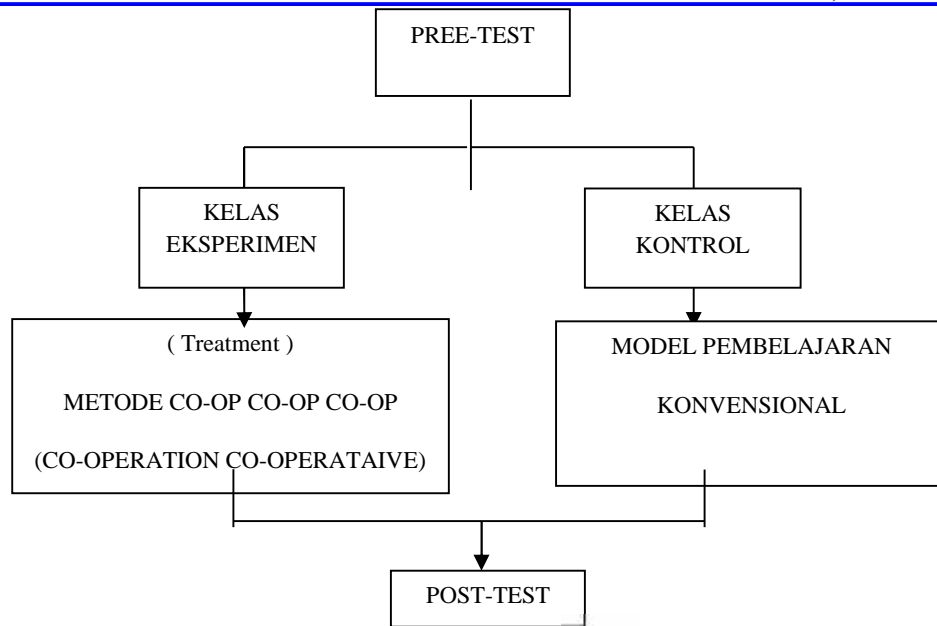 PREE-TEST
KELAS
EKSPERIMEN
KELAS
KONTROL
( Treatment )
METODE CO-OP CO-OP CO-OP
(CO-OPERATION CO-OPERATAIVE)
MODEL PEMBELAJARAN
KONVENSIONAL
POST-TEST